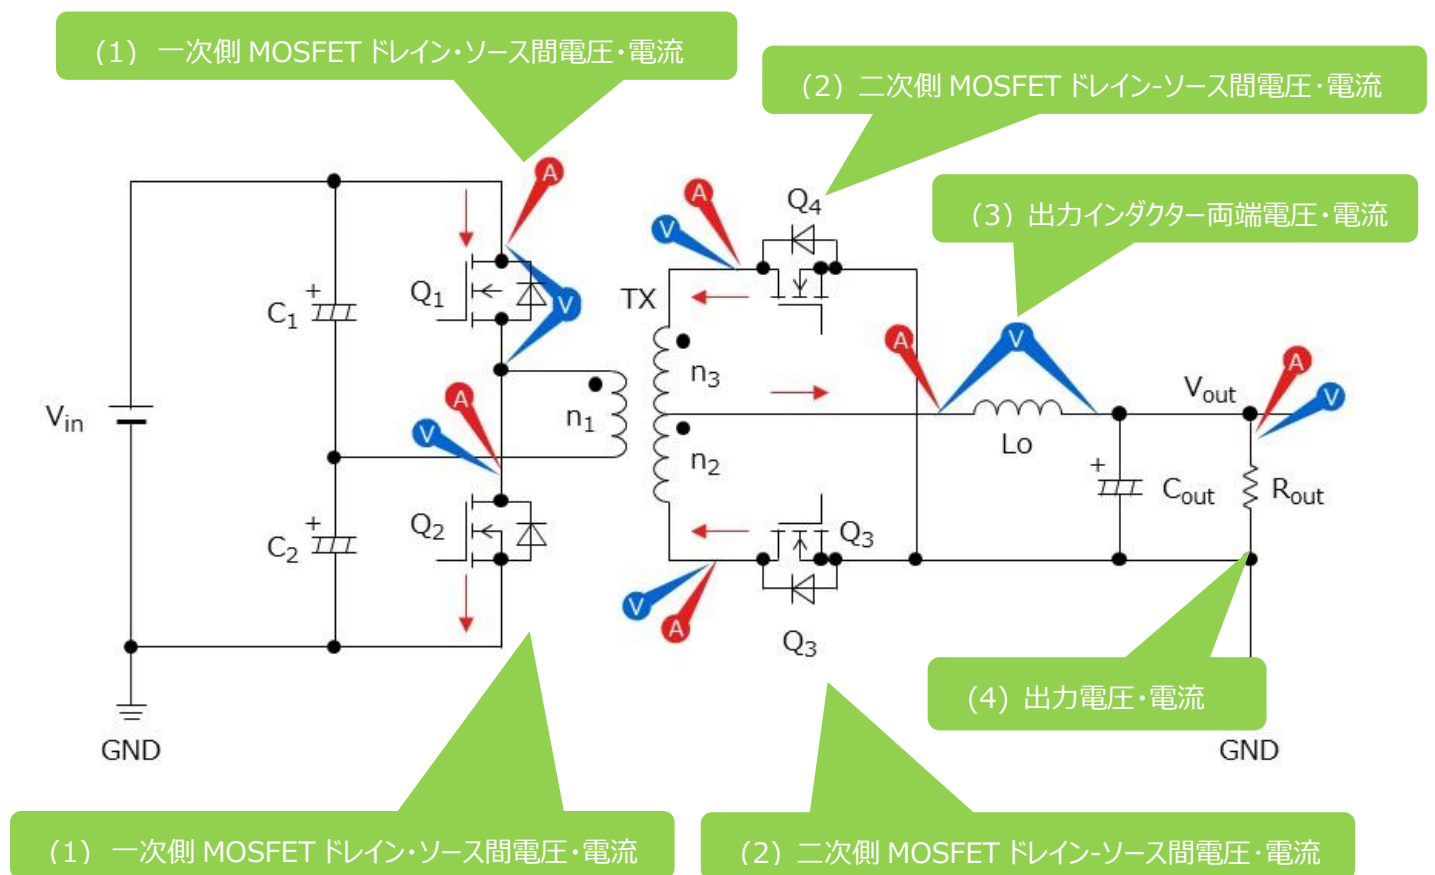 (1) 一次側 MOSFET ドレイン・ソース間電圧・電流
(2) 二次側 MOSFET ドレイン-ソース間電圧・電流
(3) 出力インダクター両端電圧・電流
A
A
V
Q4
Q1
V
C1
+
TX
n3
A
V
A
V
Vout
Vin
n1
A
V
n2
Lo
+
Cout
Rout
Q2
C2
+
Q3
V
A
Q3
(4) 出力電圧・電流
GND
GND
(1) 一次側 MOSFET ドレイン・ソース間電圧・電流
(2) 二次側 MOSFET ドレイン-ソース間電圧・電流